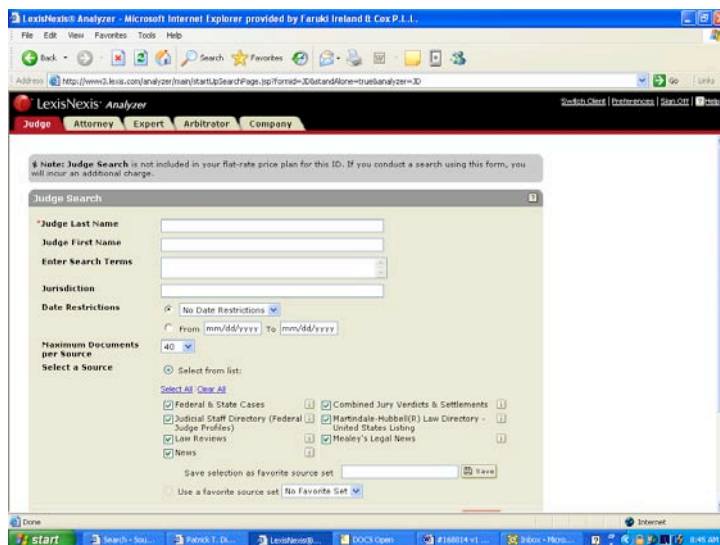 LexisNexis® Analyzer - Microsoft Internet Explorer provided by Faruki Ireland & Cox P.L.L.
File Edit View Favorites Tools Help
Back Search Favorites
Address http://www3.lexis.com/analyzer/main/startUpSearchPage.jsp?formid=JD&standAlone=true&analyzer=JD Go Links
LexisNexis® Analyzer Switch Client | Preferences | Sign Off | Help
Judge Attorney Expert Arbitrator Company
$ Note: Judge Search is not included in your flat-rate price plan for this ID. If you conduct a search using this form, you
will incur an additional charge.
Judge Search ?
*Judge Last Name
Judge First Name
Enter Search Terms
Jurisdiction
Date Restrictions No Date Restrictions
From mm/dd/yyyy To mm/dd/yyyy
Maximum Documents
per Source 40
Select a Source Select from list:
Select All Clear All
Federal & State Cases i Combined Jury Verdicts & Settlements i
Judicial Staff Directory (Federal i Martindale-Hubbell(R) Law Directory - i
Judge Profiles) United States Listing
Law Reviews i Mealey's Legal News i
News i
Save selection as favorite source set Save
Use a favorite source set No Favorite Set
Done Internet
start Search - Sou... Patrick T. Di... LexisNexis®... DOCS Open #168014 v1 ... Inbox - Micro... 8:45 AM